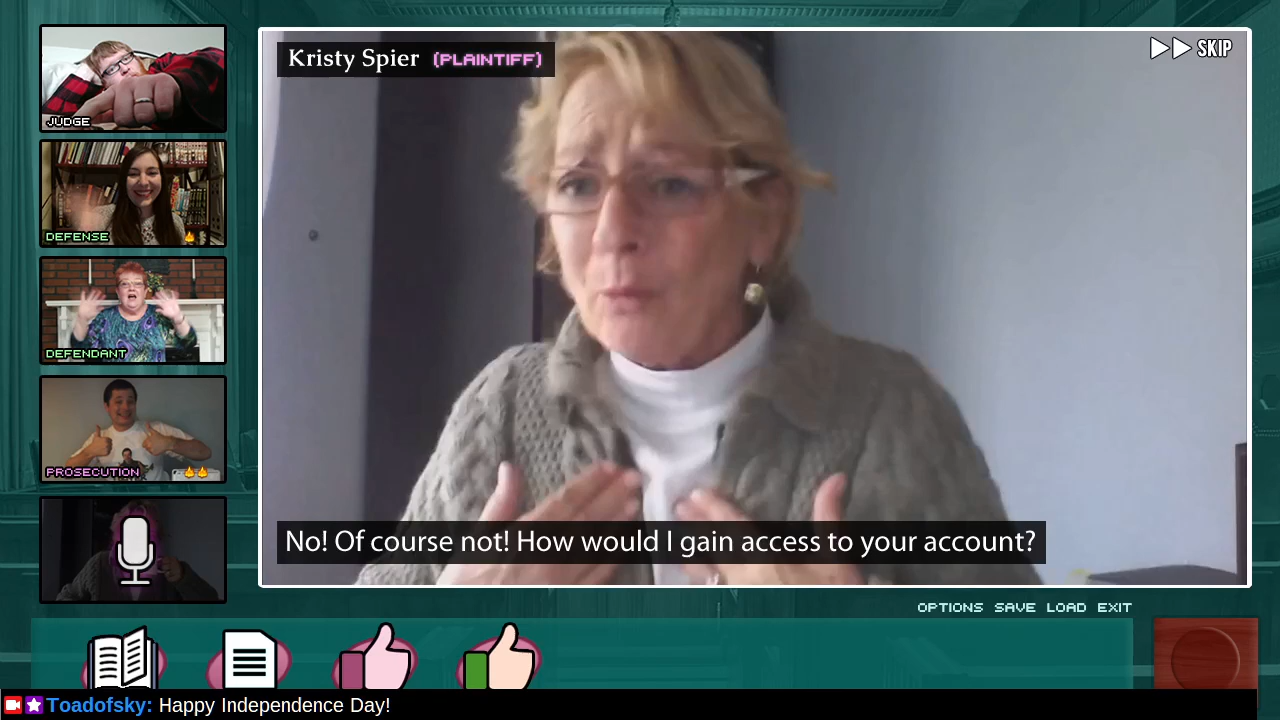 Kristy Spier (PLAINTIFF)
SKIP
JUDGE
DEFENSE
DEFENDANT
PROSECUTION
No! Of course not! How would I gain access to your account?
OPTIONS SAVE LOAD EXIT
Toadofsky: Happy Independence Day!